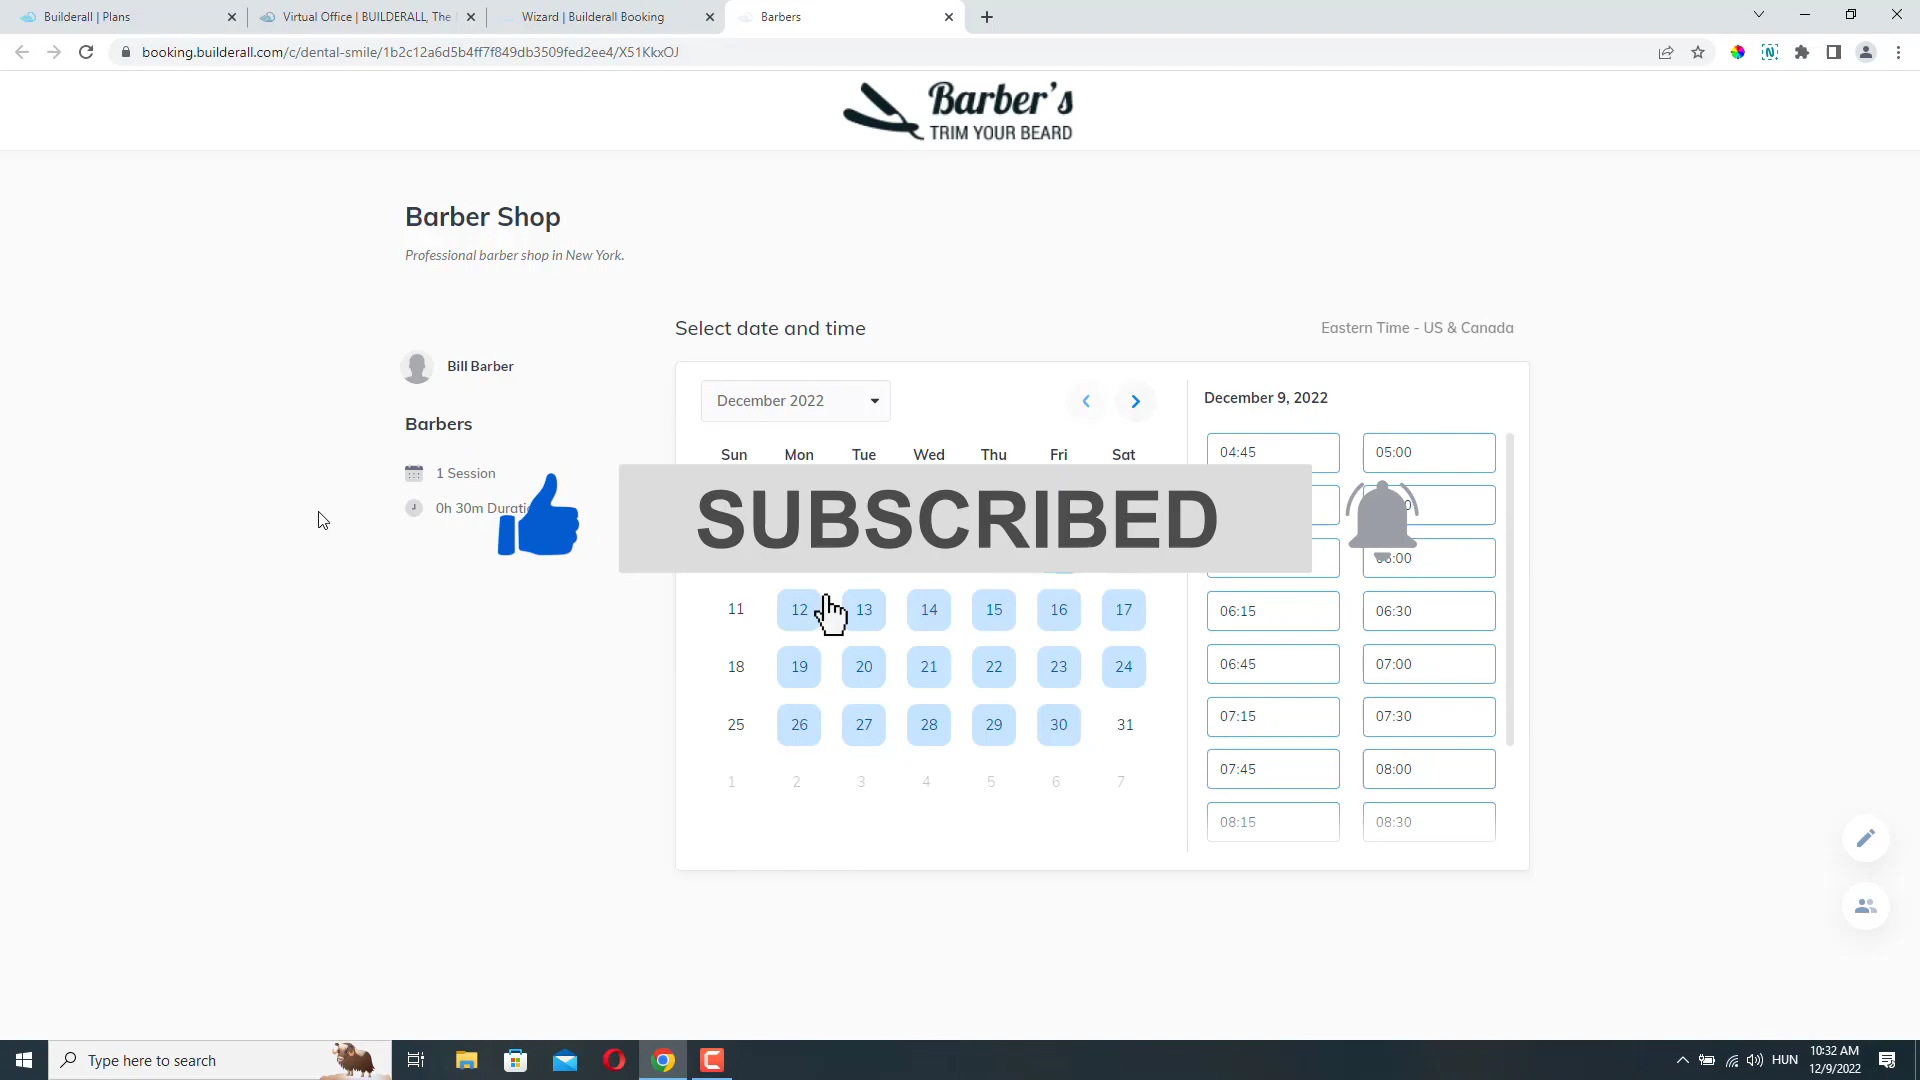 Builderall | Plans
Virtual Office | BUILDERALL, The
Wizard | Builderall Booking
Barbers
booking.builderall.com/c/dental-smile/1b2c12a6d5b4ff7f849db3509fed2ee4/X51KkxOJ
Barber's
TRIM YOUR BEARD
Barber Shop
Professional barber shop in New York.
Select date and time
Eastern Time - US & Canada
Bill Barber
Barbers
1 Session
0h 30m
December 2022
December 9, 2022
Sun Mon Tue Wed Thu Fri Sat
04:45 05:00
SUBSCRIBED
11 12 13 14 15 16 17
06:15 06:30
18 19 20 21 22 23 24
06:45 07:00
25 26 27 28 29 30 31
07:15 07:30
1 2 3 4 5 6 7
07:45 08:00
08:15 08:30
Type here to search
HUN
10:32 AM
12/9/2022